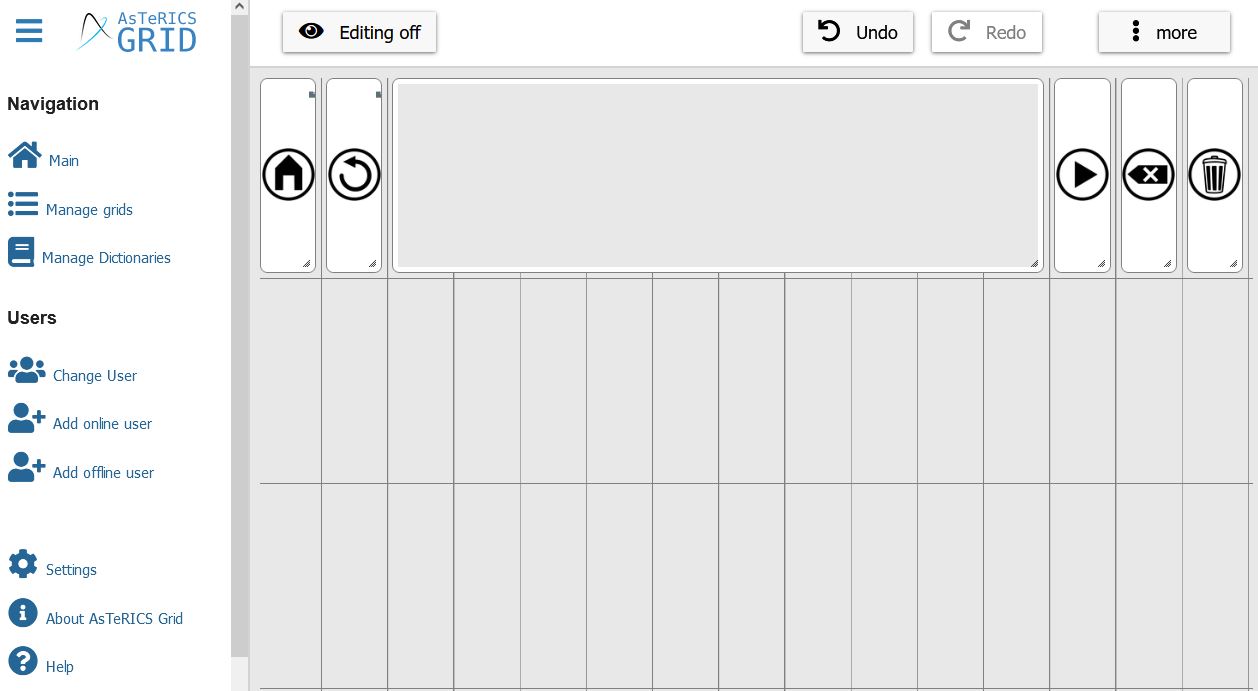 AsTeRICS
GRID
Editing off
Undo
Redo
more
Navigation
Main
Manage grids
Manage Dictionaries
Users
Change User
Add online user
Add offline user
Settings
About AsTeRICS Grid
Help